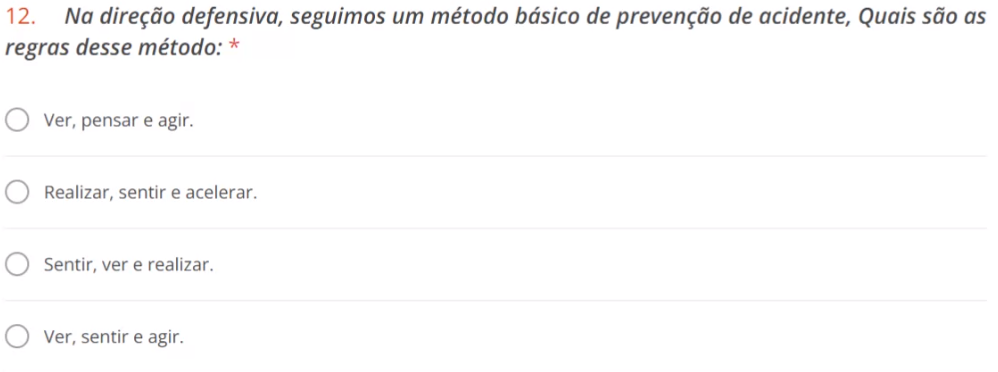 12. Na direção defensiva, seguimos um método básico de prevenção de acidente, Quais são as
regras desse método: *
Ver, pensar e agir.
Realizar, sentir e acelerar.
Sentir, ver e realizar.
Ver, sentir e agir.